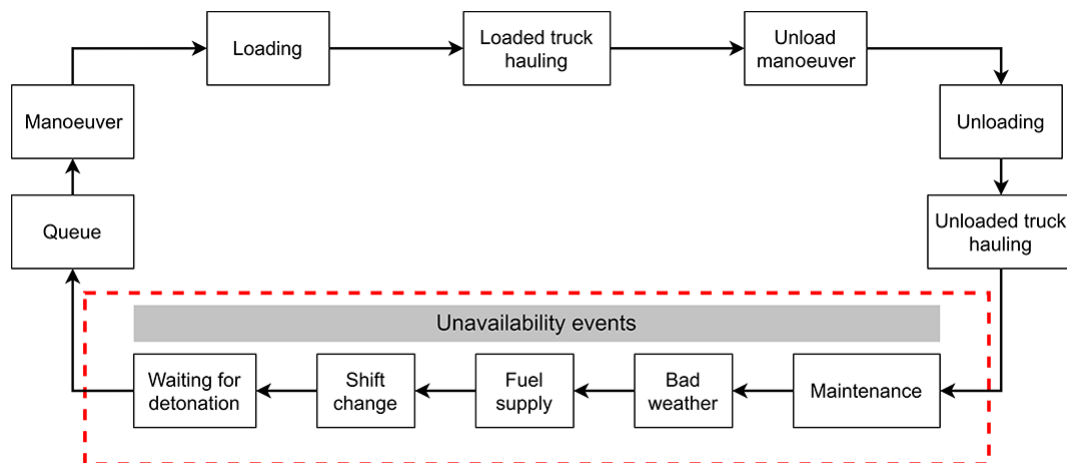 Loading
Loaded truck
hauling
Unload
manoeuver
Manoeuver
Unloading
Queue
Unloaded truck
hauling
Unavailability events
Waiting for
detonation
Shift
change
Fuel
supply
Bad
weather
Maintenance